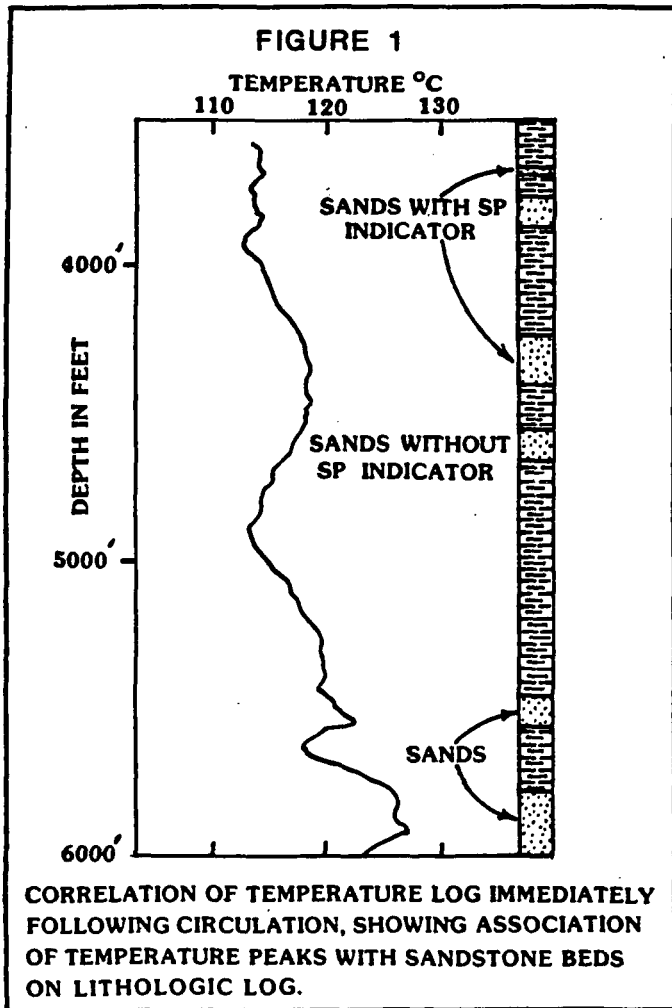 FIGURE 1
TEMPERATURE °C
110 120 130
SANDS WITH SP
INDICATOR
4000'
DEPTH IN FEET
SANDS WITHOUT
SP INDICATOR
5000'
SANDS
6000'
CORRELATION OF TEMPERATURE LOG IMMEDIATELY
FOLLOWING CIRCULATION, SHOWING ASSOCIATION
OF TEMPERATURE PEAKS WITH SANDSTONE BEDS
ON LITHOLOGIC LOG.